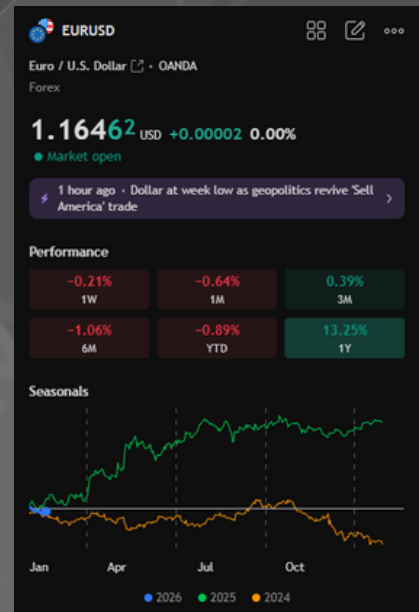 EURUSD
Euro / U.S. Dollar • OANDA
Forex
1.16462 USD +0.00002 0.00%
Market open
1 hour ago • Dollar at week low as geopolitics revive 'Sell
America' trade
Performance
−0.21% −0.64% 0.39%
1W 1M 3M
−1.06% −0.89% 13.25%
6M YTD 1Y
Seasonals
Jan Apr Jul Oct
2026 2025 2024